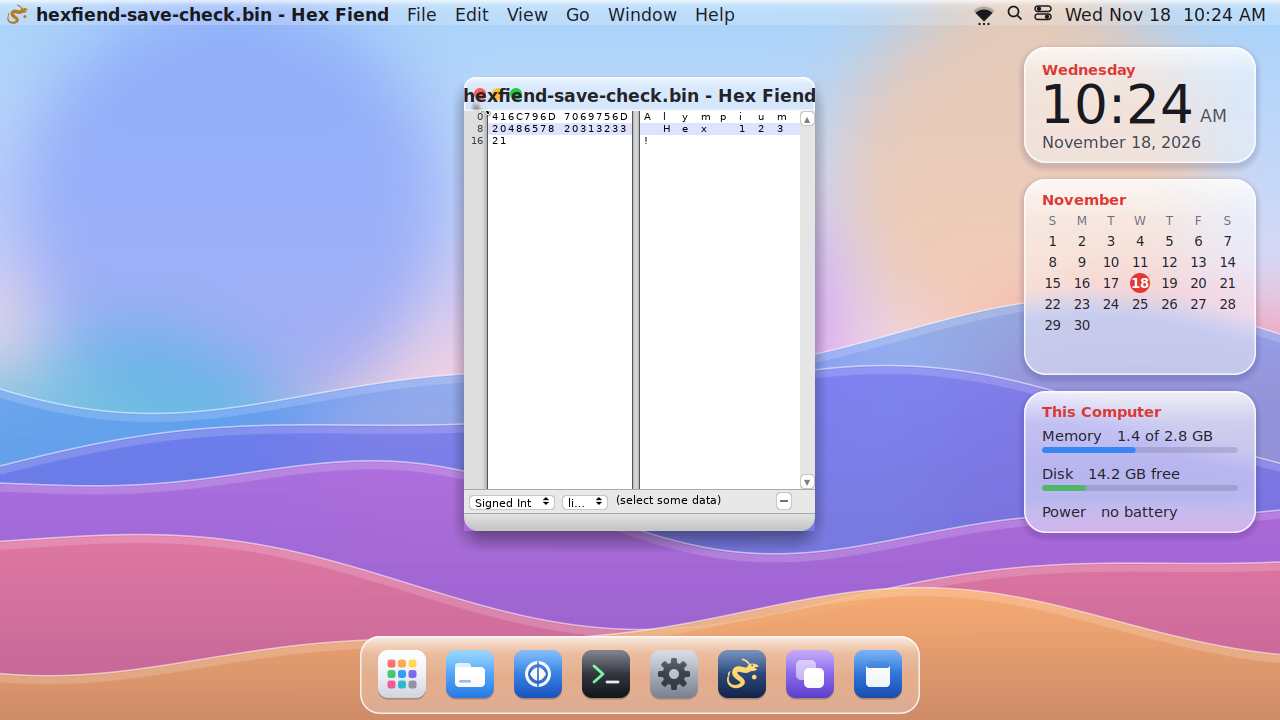 hexfiend-save-check.bin - Hex Fiend File Edit View Go Window Help Wed Nov 18 10:24 AM
hexfiend-save-check.bin - Hex Fiend
0 416C796D 7069756D A l y m p i u m
8 20486578 20313233 H e x 1 2 3
16 21 !
Signed Int li... (select some data)
Wednesday
10:24 AM
November 18, 2026
November
S M T W T F S
1 2 3 4 5 6 7
8 9 10 11 12 13 14
15 16 17 18 19 20 21
22 23 24 25 26 27 28
29 30
This Computer
Memory 1.4 of 2.8 GB
Disk 14.2 GB free
Power no battery